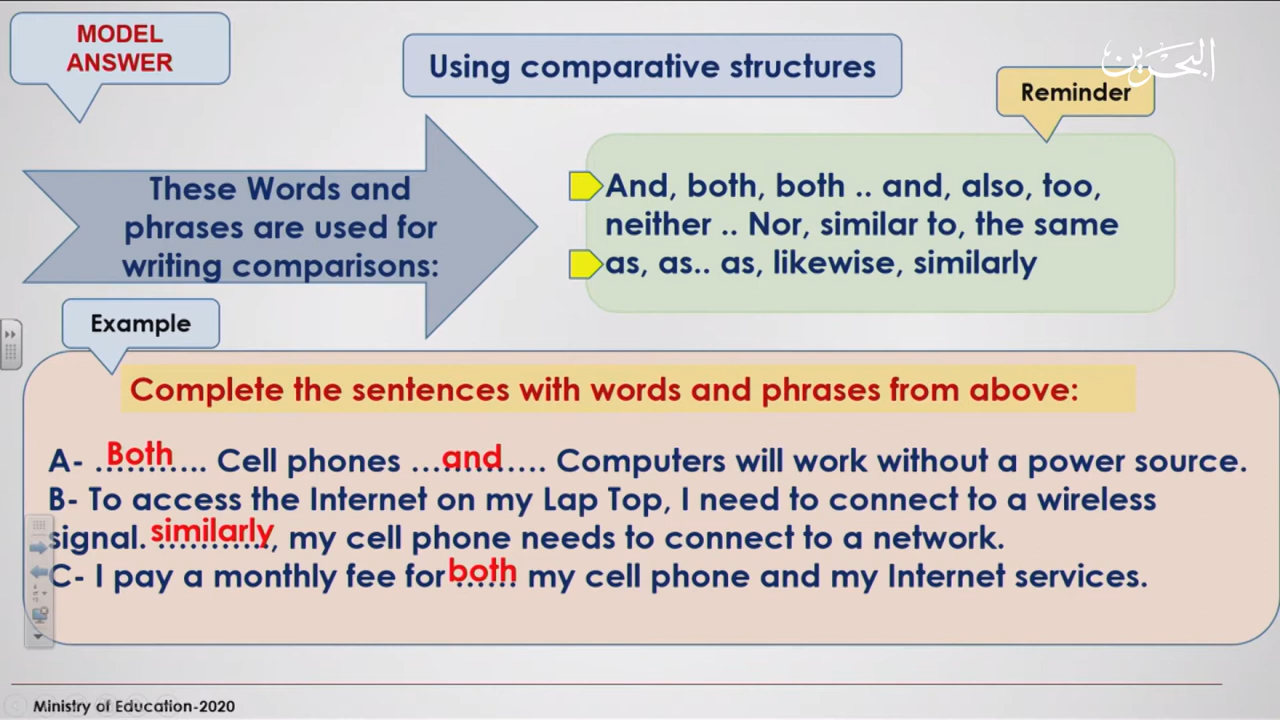 MODEL
ANSWER
Using comparative structures
البحرين
Reminder
These Words and
phrases are used for
writing comparisons:
And, both, both .. and, also, too,
neither .. Nor, similar to, the same
as, as.. as, likewise, similarly
Example
Complete the sentences with words and phrases from above:
A- .Both.. Cell phones ...and.... Computers will work without a power source.
B- To access the Internet on my Lap Top, I need to connect to a wireless
signal. similarly, my cell phone needs to connect to a network.
C- I pay a monthly fee for both my cell phone and my Internet services.
Ministry of Education-2020